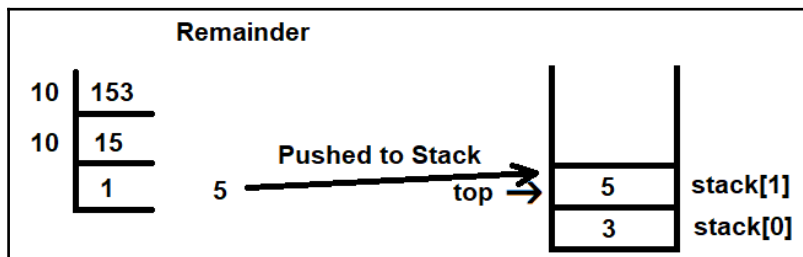 Remainder
10 153
10 15
Pushed to Stack
1 5 top 5 stack[1]
3 stack[0]